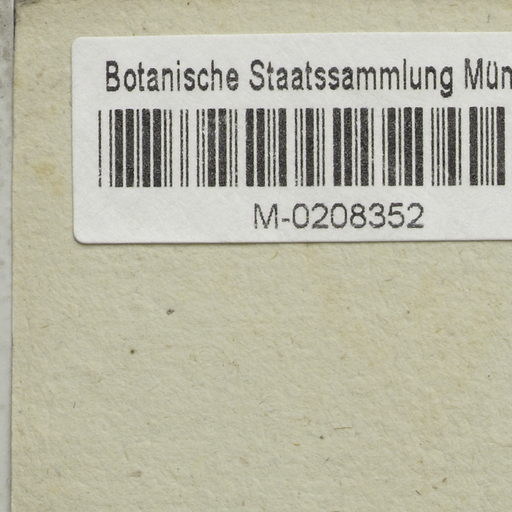 Botanische Staatssammlung Mün
M-0208352